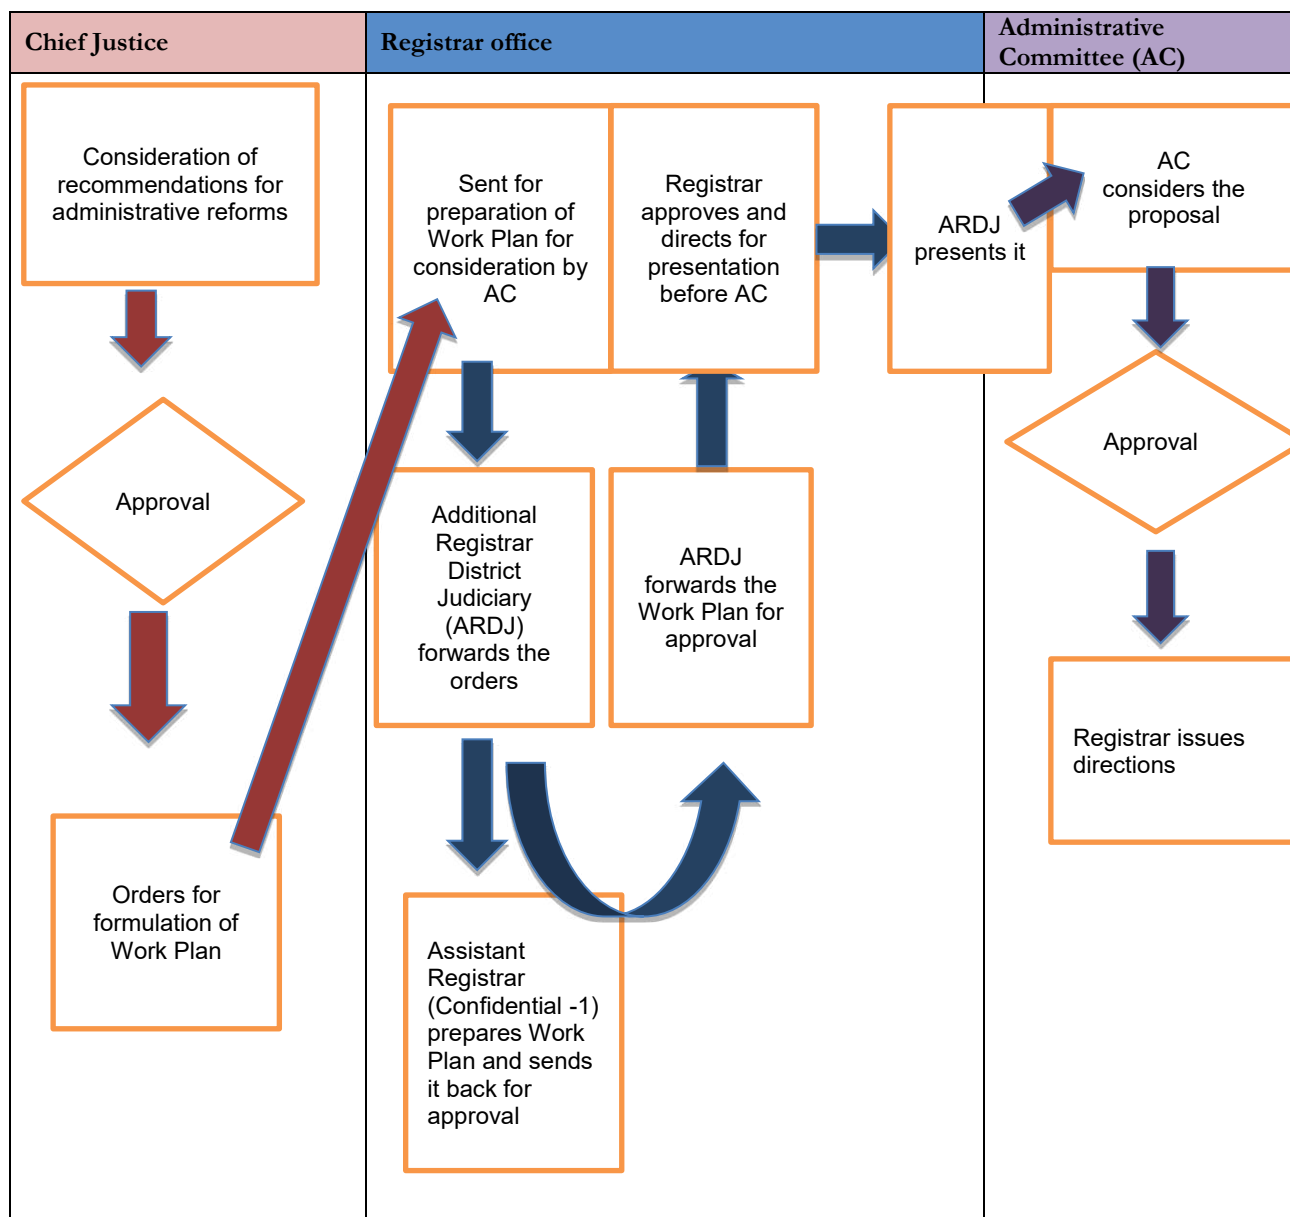 Chief Justice
Registrar office
Administrative
Committee (AC)
Consideration of
recommendations for
administrative reforms
Approval
Orders for
formulation of
Work Plan
Sent for
preparation of
Work Plan for
consideration by
AC
Additional
Registrar
District
Judiciary
(ARDJ)
forwards the
orders
Assistant
Registrar
(Confidential -1)
prepares Work
Plan and sends
it back for
approval
ARDJ
forwards the
Work Plan for
approval
Registrar
approves and
directs for
presentation
before AC
ARDJ
presents it
AC
considers the
proposal
Approval
Registrar issues
directions